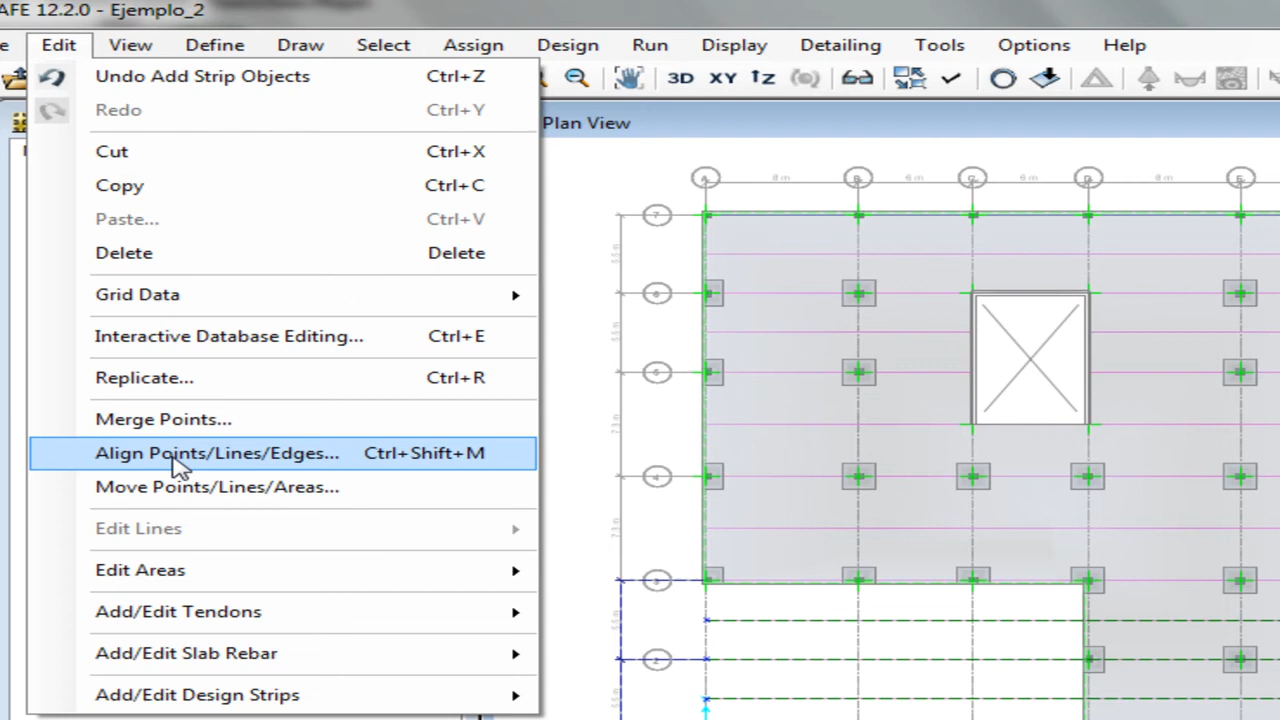 AFE 12.2.0 - Ejemplo_2
e Edit View Define Draw Select Assign Design Run Display Detailing Tools Options Help
3D XY
Undo Add Strip Objects Ctrl+Z
Redo Ctrl+Y
Cut Ctrl+X
Copy Ctrl+C
Paste... Ctrl+V
Delete Delete
Grid Data
Interactive Database Editing... Ctrl+E
Replicate... Ctrl+R
Merge Points...
Align Points/Lines/Edges... Ctrl+Shift+M
Move Points/Lines/Areas...
Edit Lines
Edit Areas
Add/Edit Tendons
Add/Edit Slab Rebar
Add/Edit Design Strips
Plan View